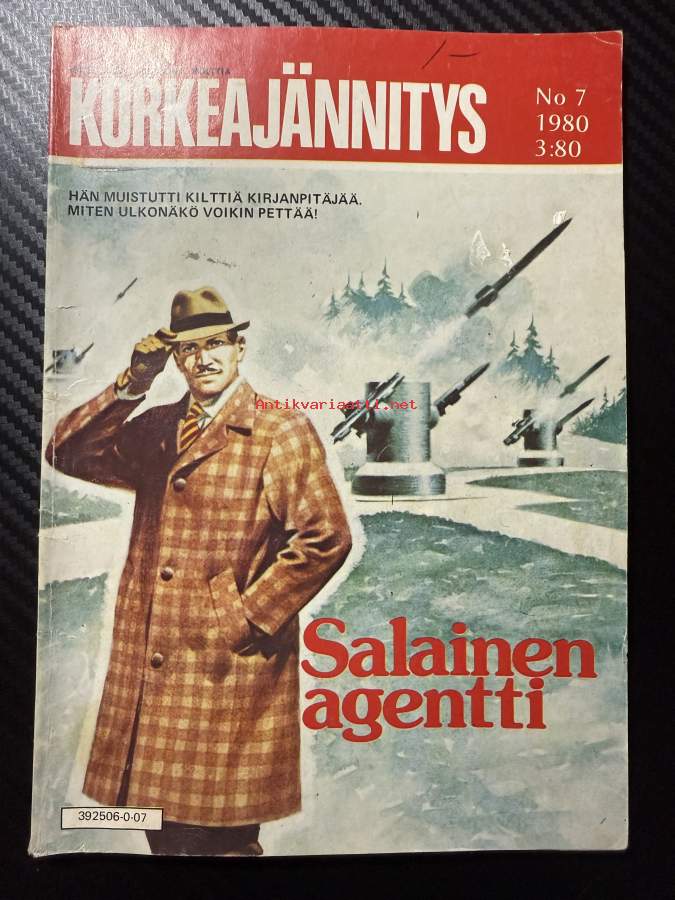 KORKEAJÄNNITYS
No 7
1980
3:80
1/-
HÄN MUISTUTTI KILTTIÄ KIRJANPITÄJÄÄ.
MITEN ULKONÄKÖ VOIKIN PETTÄÄ!
Antikvariaatti.net
Salainen
agentti
392506-0-07